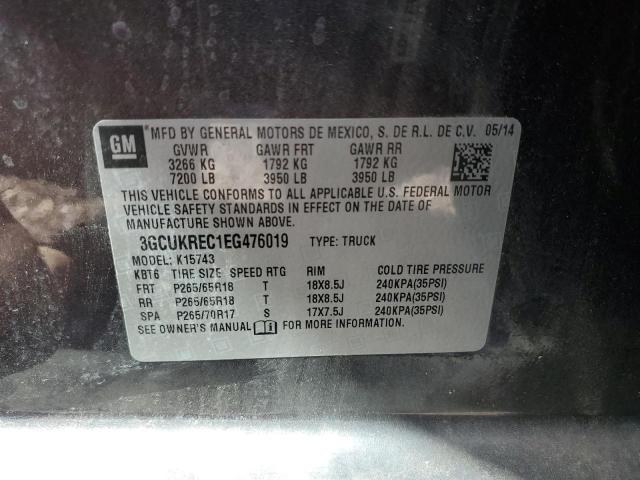 GM
MFD BY GENERAL MOTORS DE MEXICO, S. DE R.L. DE C.V. 05/14
GVWR GAWR FRT GAWR RR
3266 KG 1792 KG 1792 KG
7200 LB 3950 LB 3950 LB
THIS VEHICLE CONFORMS TO ALL APPLICABLE U.S. FEDERAL MOTOR
VEHICLE SAFETY STANDARDS IN EFFECT ON THE DATE OF
MANUFACTURE SHOWN ABOVE.
3GCUKREC1EG476019 TYPE: TRUCK
MODEL: K15743
KBT6 TIRE SIZE SPEED RTG RIM COLD TIRE PRESSURE
FRT P265/65R18 T 18X8.5J 240KPA(35PSI)
RR P265/65R18 T 18X8.5J 240KPA(35PSI)
SPA P265/70R17 S 17X7.5J 240KPA(35PSI)
SEE OWNER'S MANUAL FOR MORE INFORMATION.